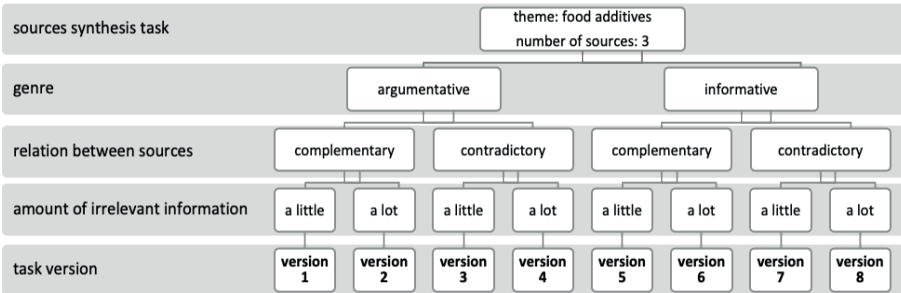 sources synthesis task
theme: food additives
number of sources: 3
genre
argumentative
informative
relation between sources
complementary
contradictory
complementary
contradictory
amount of irrelevant information
a little
a lot
a little
a lot
a little
a lot
a little
a lot
task version
version
1
version
2
version
3
version
4
version
5
version
6
version
7
version
8